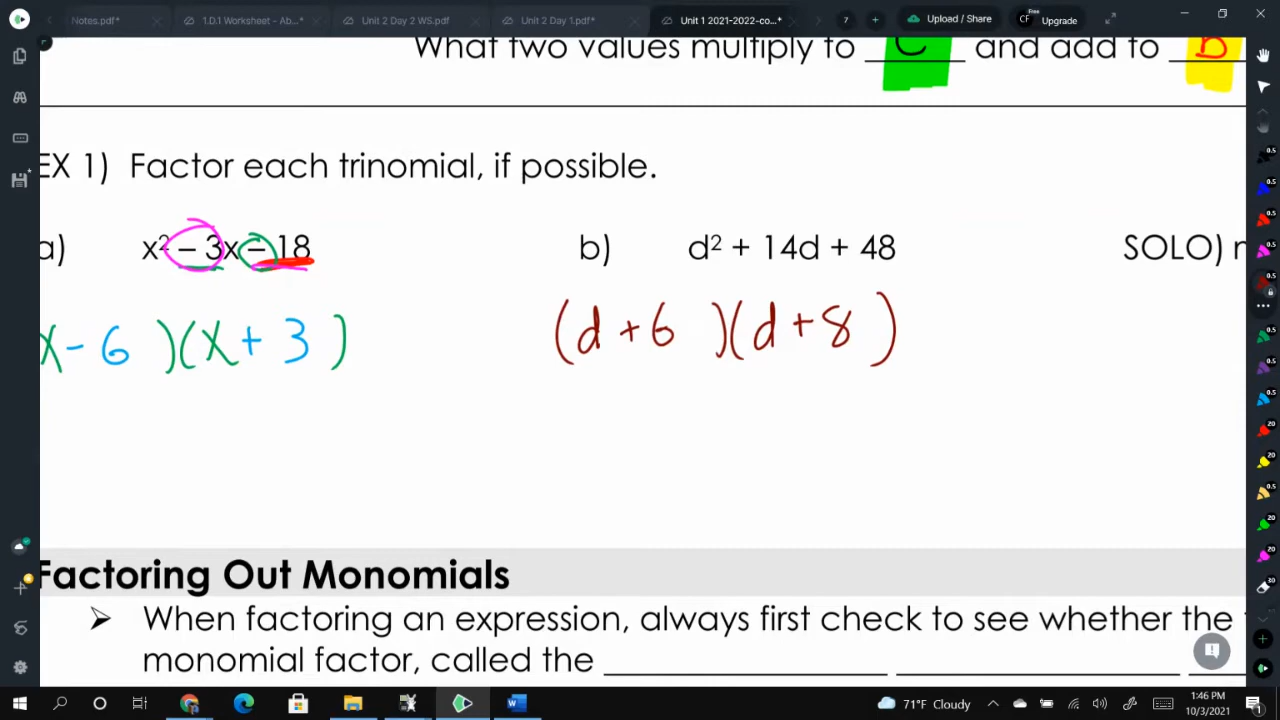 Notes.pdf* 1.D.1 Worksheet - Ab...* Unit 2 Day 2 WS.pdf Unit 2 Day 1.pdf* Unit 1 2021-2022-co...* 7 Upload / Share CF Free Upgrade
What two values multiply to C and add to b
EX 1) Factor each trinomial, if possible.
a) x² – 3x – 18 b) d² + 14d + 48 SOLO)
x - 6 )(x + 3 ) (d + 6 )(d + 8 )
Factoring Out Monomials
➢ When factoring an expression, always first check to see whether the
monomial factor, called the
71°F Cloudy 1:46 PM
10/3/2021